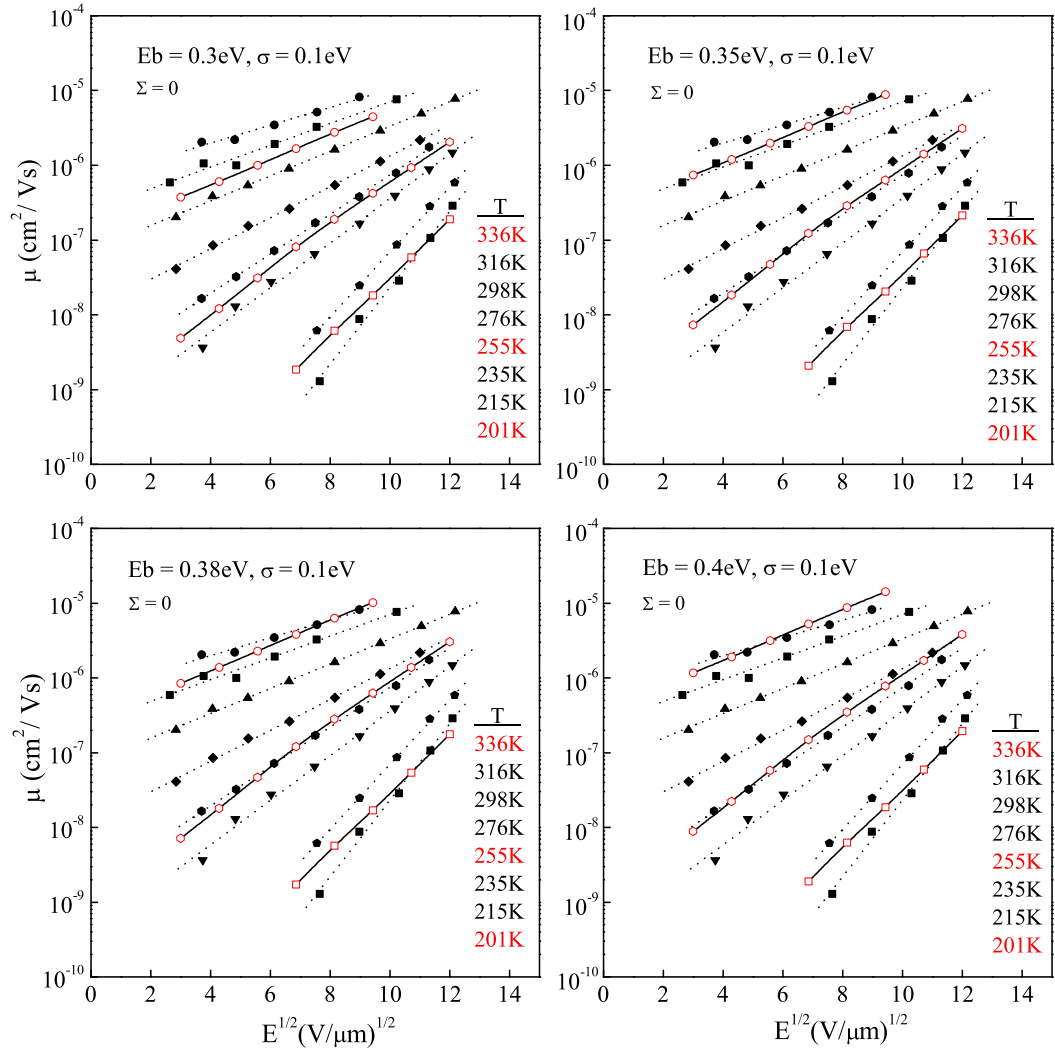 10⁻⁴
10⁻⁵
10⁻⁶
10⁻⁷
10⁻⁸
10⁻⁹
10⁻¹⁰
μ (cm²/ Vs)
Eb = 0.3eV, σ = 0.1eV
Σ = 0
T
336K
316K
298K
276K
255K
235K
215K
201K
0 2 4 6 8 10 12 14
Eb = 0.35eV, σ = 0.1eV
Σ = 0
10⁻⁴
10⁻⁵
10⁻⁶
10⁻⁷
10⁻⁸
10⁻⁹
10⁻¹⁰
T
336K
316K
298K
276K
255K
235K
215K
201K
0 2 4 6 8 10 12 14
10⁻⁴
10⁻⁵
10⁻⁶
10⁻⁷
10⁻⁸
10⁻⁹
10⁻¹⁰
μ (cm²/ Vs)
Eb = 0.38eV, σ = 0.1eV
Σ = 0
T
336K
316K
298K
276K
255K
235K
215K
201K
0 2 4 6 8 10 12 14
E^1/2(V/μm)^1/2
10⁻⁴
10⁻⁵
10⁻⁶
10⁻⁷
10⁻⁸
10⁻⁹
10⁻¹⁰
Eb = 0.4eV, σ = 0.1eV
Σ = 0
T
336K
316K
298K
276K
255K
235K
215K
201K
0 2 4 6 8 10 12 14
E^1/2(V/μm)^1/2